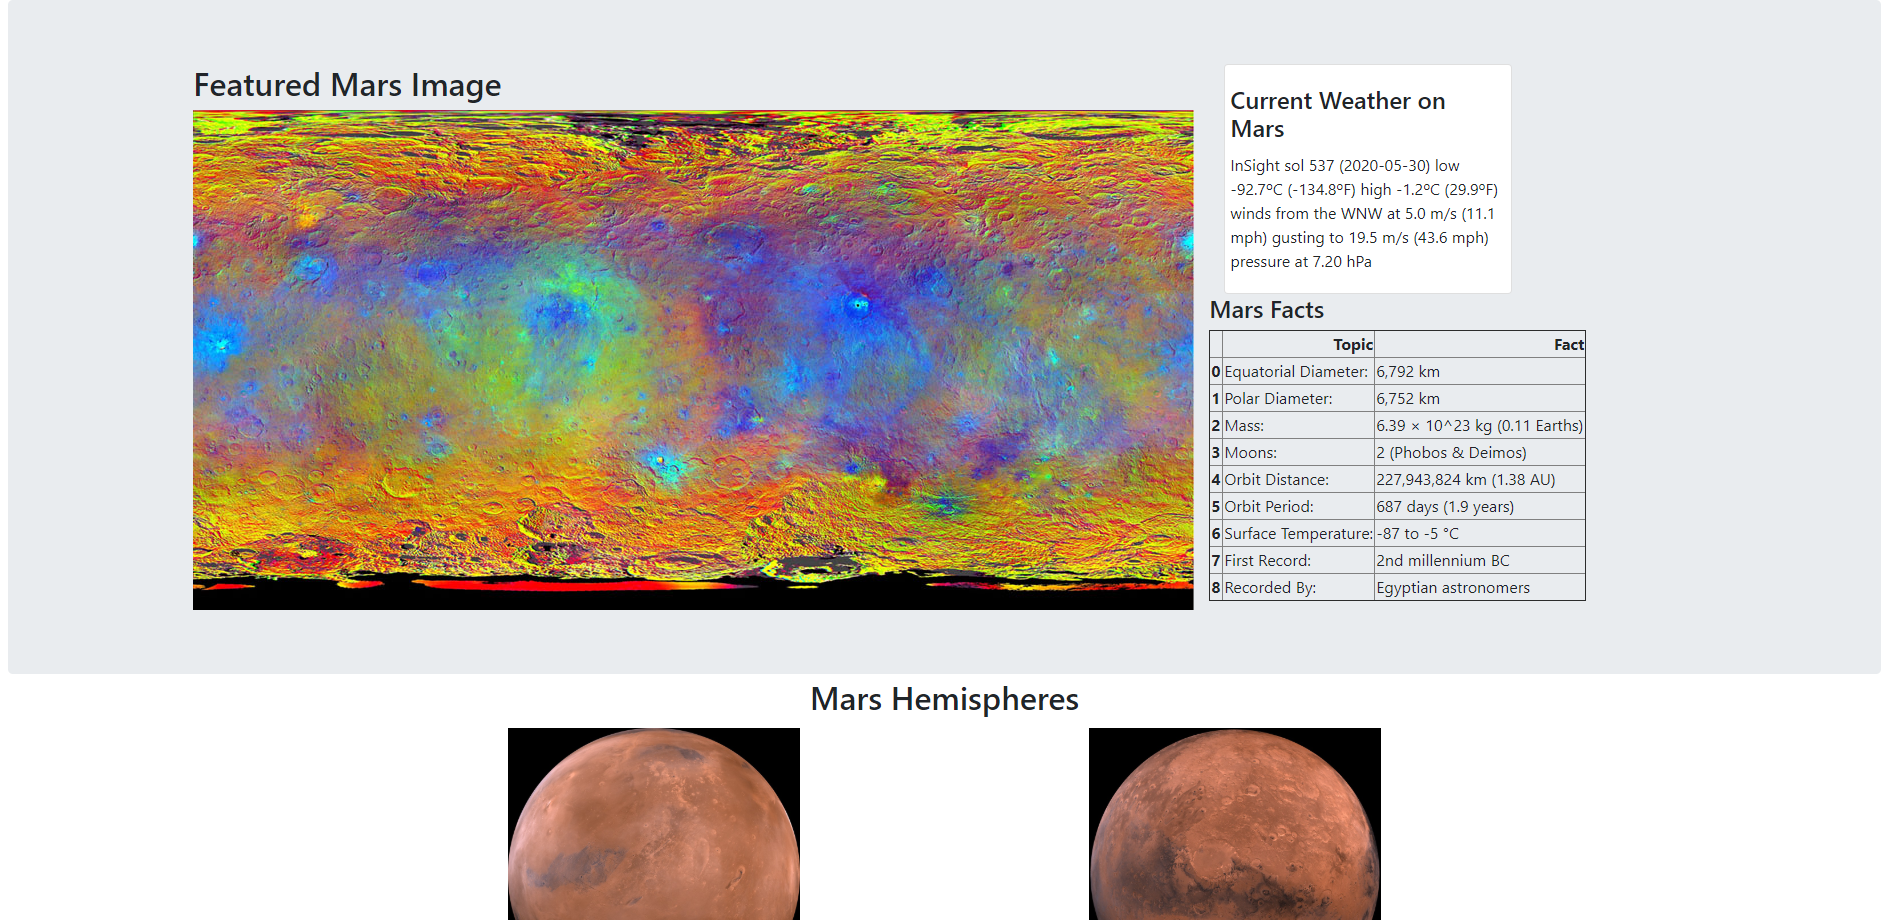 Featured Mars Image
Current Weather on
Mars
InSight sol 537 (2020-05-30) low
-92.7ºC (-134.8ºF) high -1.2ºC (29.9ºF)
winds from the WNW at 5.0 m/s (11.1
mph) gusting to 19.5 m/s (43.6 mph)
pressure at 7.20 hPa
Mars Facts
Topic Fact
0 Equatorial Diameter: 6,792 km
1 Polar Diameter: 6,752 km
2 Mass: 6.39 × 10^23 kg (0.11 Earths)
3 Moons: 2 (Phobos & Deimos)
4 Orbit Distance: 227,943,824 km (1.38 AU)
5 Orbit Period: 687 days (1.9 years)
6 Surface Temperature: -87 to -5 °C
7 First Record: 2nd millennium BC
8 Recorded By: Egyptian astronomers
Mars Hemispheres